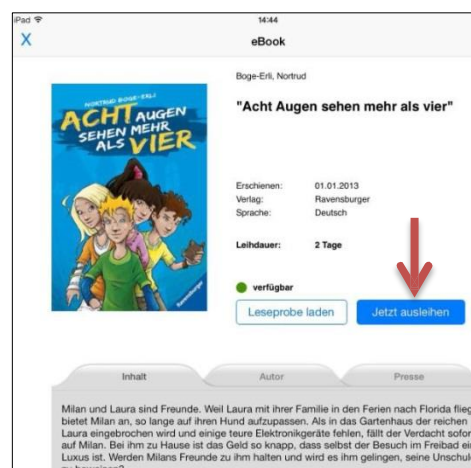 iPad 14:44
X eBook
Boge-Erli, Nortrud
"Acht Augen sehen mehr als vier"
NORTRUD BOGE-ERLI
ACHT AUGEN
SEHEN MEHR
ALS VIER
Ravensburger
Erschienen: 01.01.2013
Verlag: Ravensburger
Sprache: Deutsch
Leihdauer: 2 Tage
verfügbar
Leseprobe laden Jetzt ausleihen
Inhalt Autor Presse
Milan und Laura sind Freunde. Weil Laura mit ihrer Familie in den Ferien nach Florida flieg
bietet Milan an, so lange auf ihren Hund aufzupassen. Als in das Gartenhaus der reichen
Laura eingebrochen wird und einige teure Elektronikgeräte fehlen, fällt der Verdacht sofor
auf Milan. Bei ihm zu Hause ist das Geld so knapp, dass selbst der Besuch im Freibad ei
Luxus ist. Werden Milans Freunde zu ihm halten und wird es ihm gelingen, seine Unschu
zu beweisen?